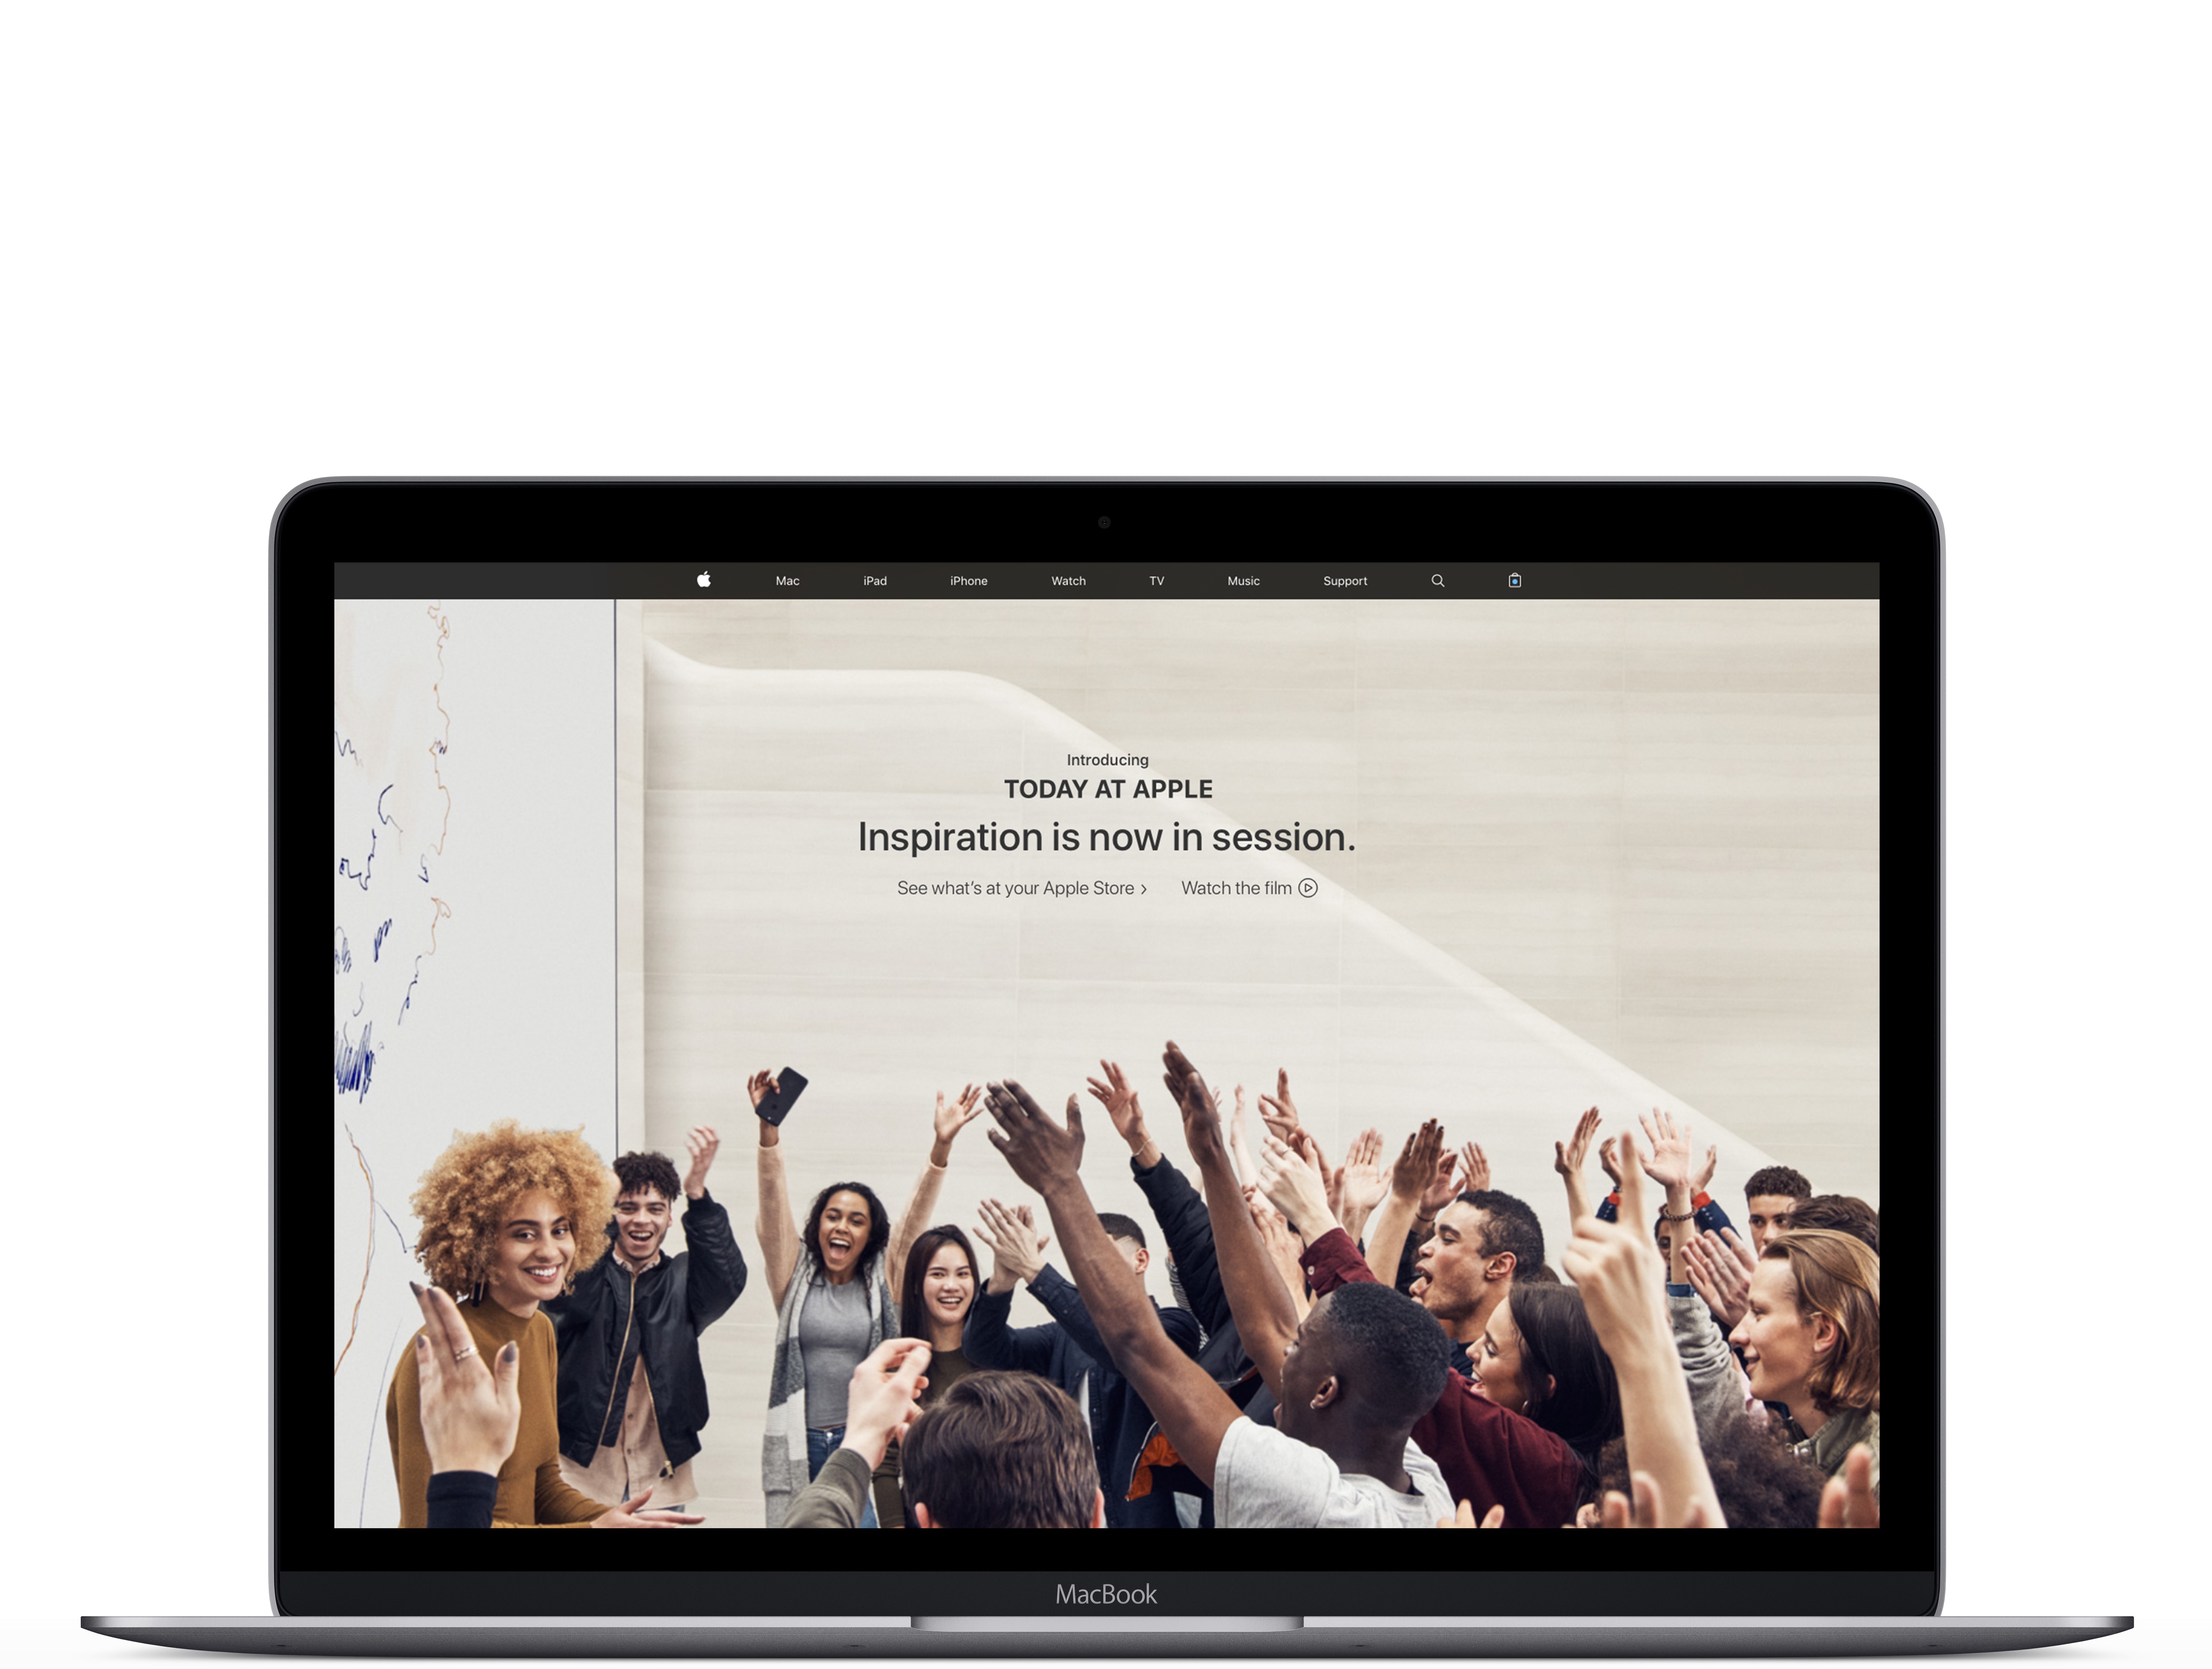 Mac iPad iPhone Watch TV Music Support
Introducing
TODAY AT APPLE
Inspiration is now in session.
See what’s at your Apple Store > Watch the film
MacBook